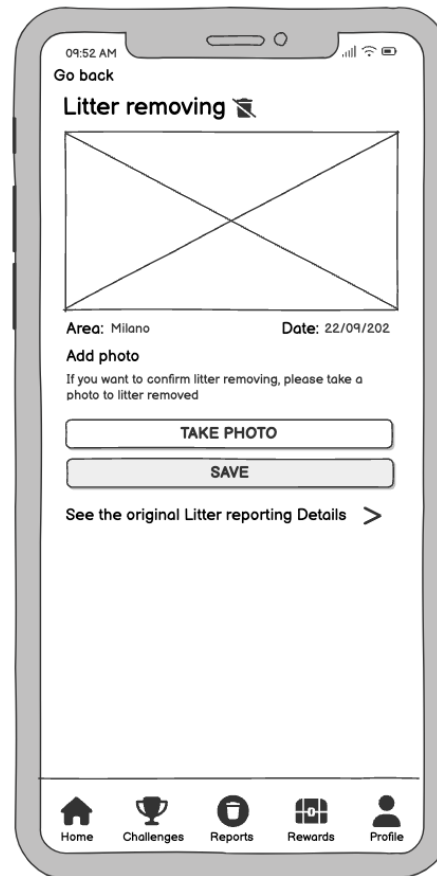 09:52 AM
Go back
Litter removing
Area: Milano Date: 22/09/202
Add photo
If you want to confirm litter removing, please take a
photo to litter removed
TAKE PHOTO
SAVE
See the original Litter reporting Details >
Home Challenges Reports Rewards Profile